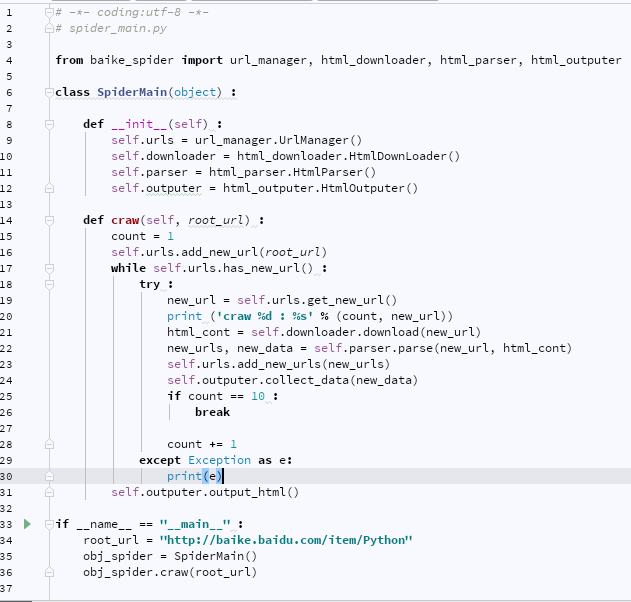 1 # -*- coding:utf-8 -*-
2 # spider_main.py
3
4 from baike_spider import url_manager, html_downloader, html_parser, html_outputer
5
6 class SpiderMain(object) :
7
8     def __init__(self) :
9         self.urls = url_manager.UrlManager()
10         self.downloader = html_downloader.HtmlDownLoader()
11         self.parser = html_parser.HtmlParser()
12         self.outputer = html_outputer.HtmlOutputer()
13
14     def craw(self, root_url) :
15         count = 1
16         self.urls.add_new_url(root_url)
17         while self.urls.has_new_url() :
18             try :
19                 new_url = self.urls.get_new_url()
20                 print ('craw %d : %s' % (count, new_url))
21                 html_cont = self.downloader.download(new_url)
22                 new_urls, new_data = self.parser.parse(new_url, html_cont)
23                 self.urls.add_new_urls(new_urls)
24                 self.outputer.collect_data(new_data)
25                 if count == 10 :
26                     break
27
28                 count += 1
29             except Exception as e:
30                 print(e)
31         self.outputer.output_html()
32
33 if __name__ == "__main__" :
34     root_url = "http://baike.baidu.com/item/Python"
35     obj_spider = SpiderMain()
36     obj_spider.craw(root_url)
37